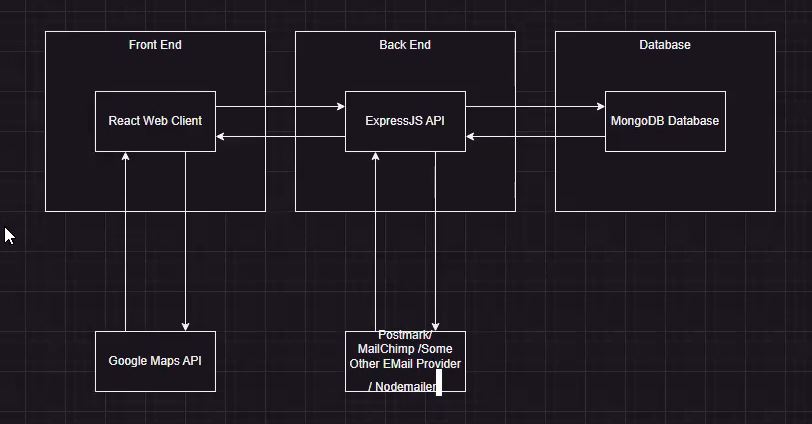 Front End
Back End
Database
React Web Client
ExpressJS API
MongoDB Database
Google Maps API
Postmark/
MailChimp /Some
Other EMail Provider
/ Nodemailer